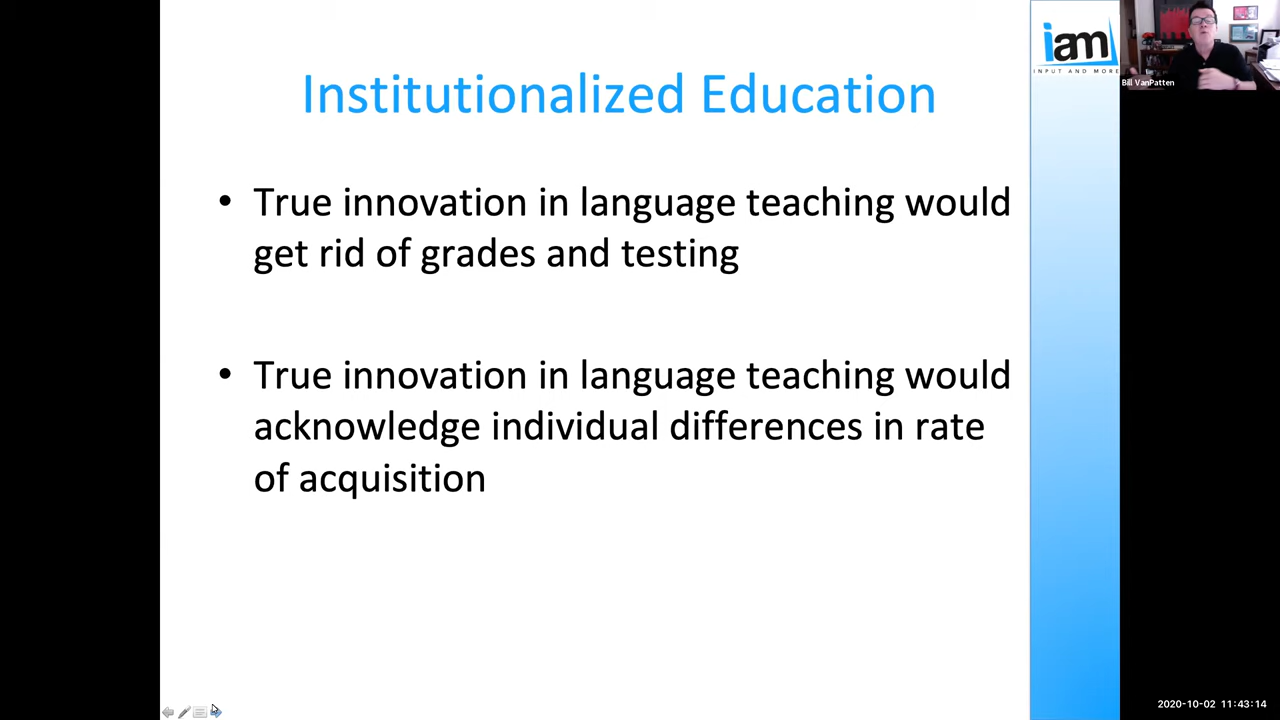 Institutionalized Education
• True innovation in language teaching would
get rid of grades and testing
• True innovation in language teaching would
acknowledge individual differences in rate
of acquisition
iam
INPUT AND MORE
Bill VanPatten
2020-10-02 11:43:14